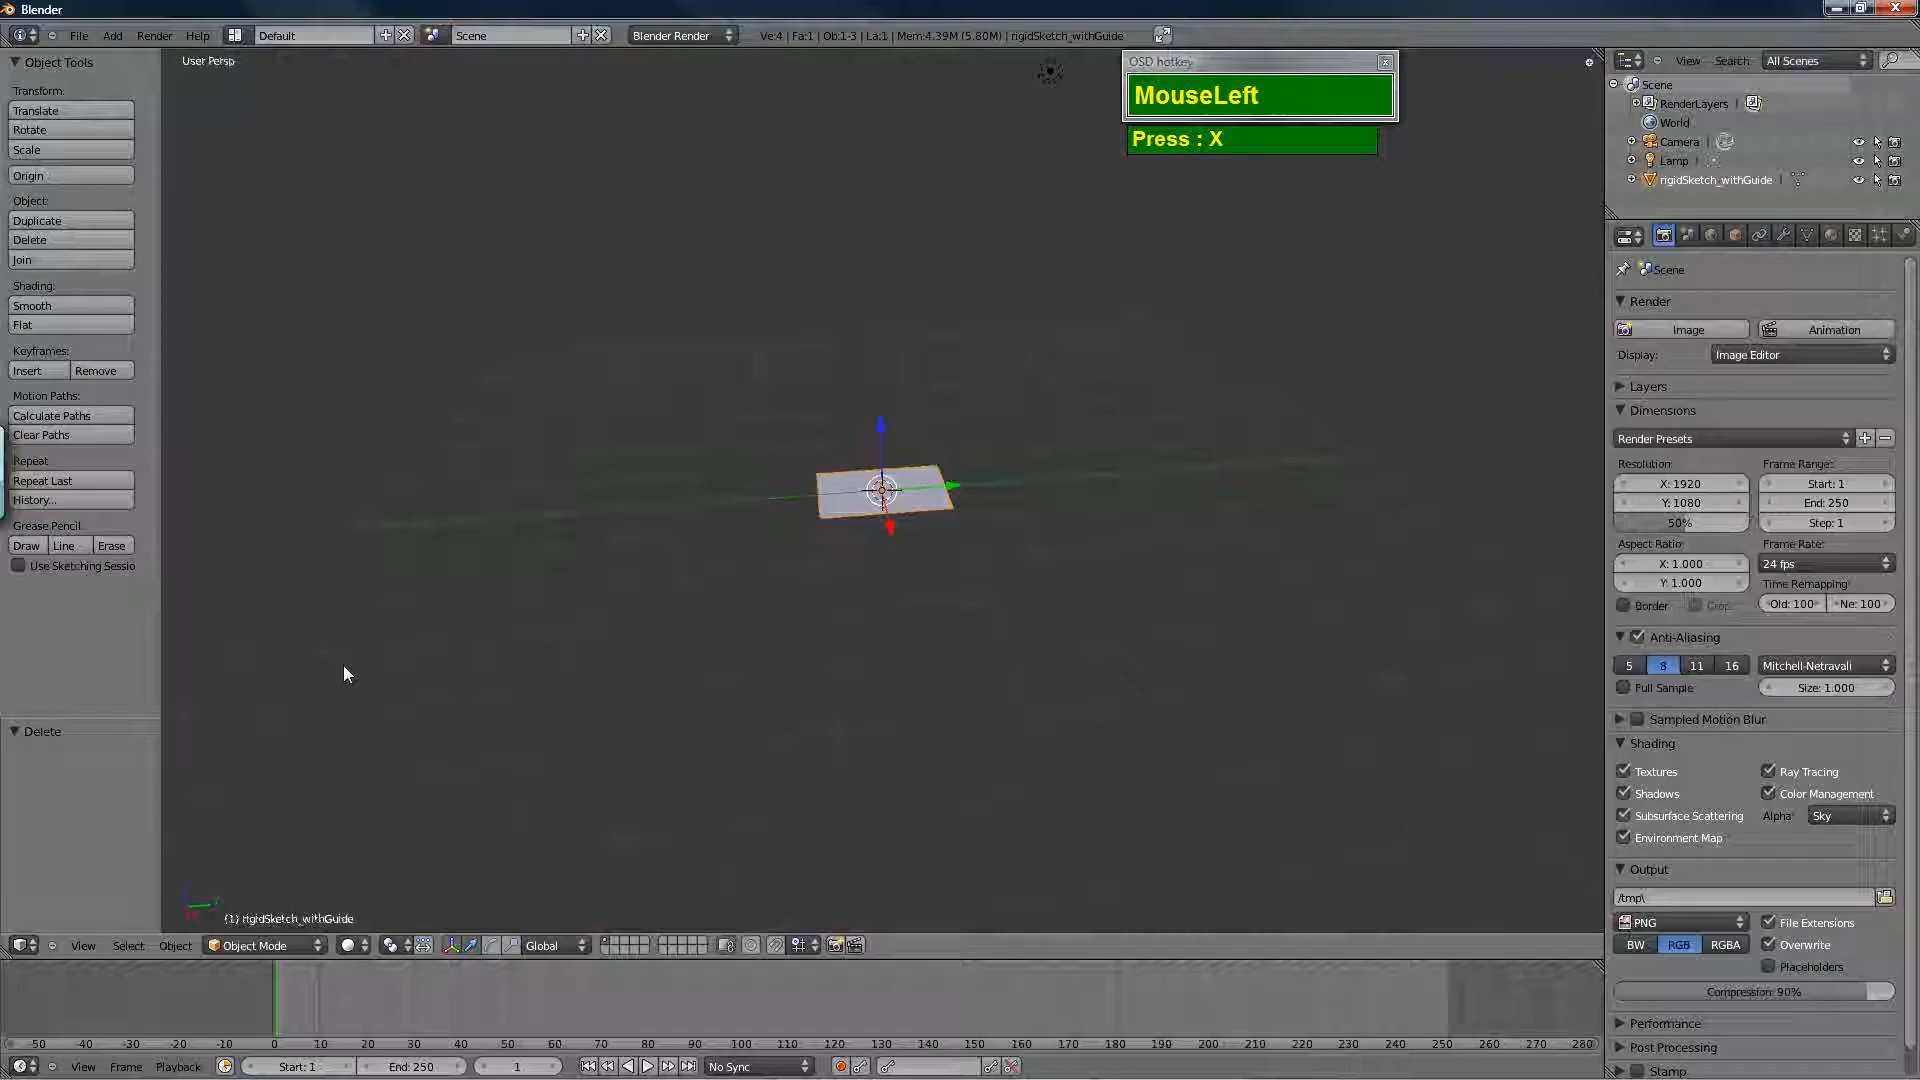 Blender
File Add Render Help Default Scene Blender Render Ve:4 | Fa:1 | Ob:1-3 | La:1 | Mem:4.39M (5.80M) | rigidSketch_withGuide
Object Tools
Transform:
Translate
Rotate
Scale
Origin
Object:
Duplicate
Delete
Join
Shading:
Smooth
Flat
Keyframes:
Insert Remove
Motion Paths:
Calculate Paths
Clear Paths
Repeat
Repeat Last
History...
Grease Pencil:
Draw Line Erase
Use Sketching Sessio
Delete
User Persp
OSD hotkey
MouseLeft
Press : X
(1) rigidSketch_withGuide
View Select Object Object Mode Global
-50 -40 -30 -20 -10 0 10 20 30 40 50 60 70 80 90 100 110 120 130 140 150 160 170 180 190 200 210 220 230 240 250 260 270 280
View Frame Playback Start: 1 End: 250 1 No Sync
View Search All Scenes
Scene
RenderLayers |
World
Camera |
Lamp |
rigidSketch_withGuide |
Scene
Render
Image Animation
Display: Image Editor
Layers
Dimensions
Render Presets
Resolution: Frame Range:
X: 1920 Start: 1
Y: 1080 End: 250
50% Step: 1
Aspect Ratio: Frame Rate:
X: 1.000 24 fps
Y: 1.000 Time Remapping:
Border Crop Old: 100 Ne: 100
Anti-Aliasing
5 8 11 16 Mitchell-Netravali
Full Sample Size: 1.000
Sampled Motion Blur
Shading
Textures Ray Tracing
Shadows Color Management
Subsurface Scattering Alpha: Sky
Environment Map
Output
/tmp\
PNG File Extensions
BW RGB RGBA Overwrite
Placeholders
Compression: 90%
Performance
Post Processing
Stamp